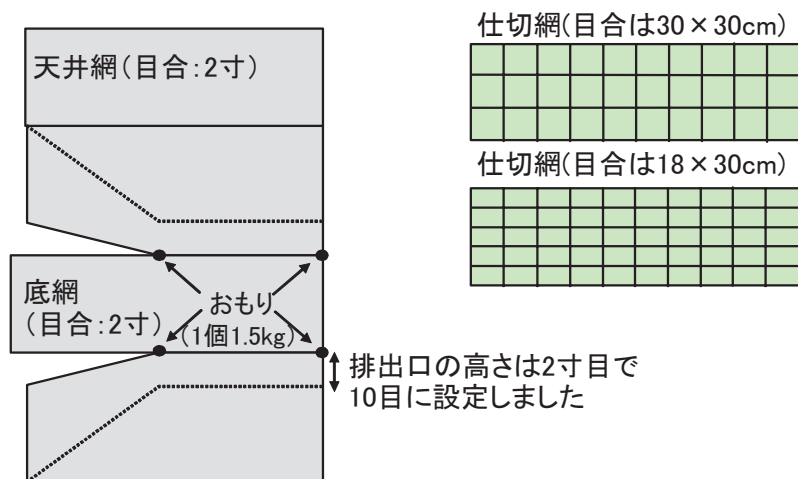 天井網(目合:2寸)
底網
(目合:2寸)
おもり
(1個1.5kg)
排出口の高さは2寸目で
10目に設定しました
仕切網(目合は30×30cm)
仕切網(目合は18×30cm)